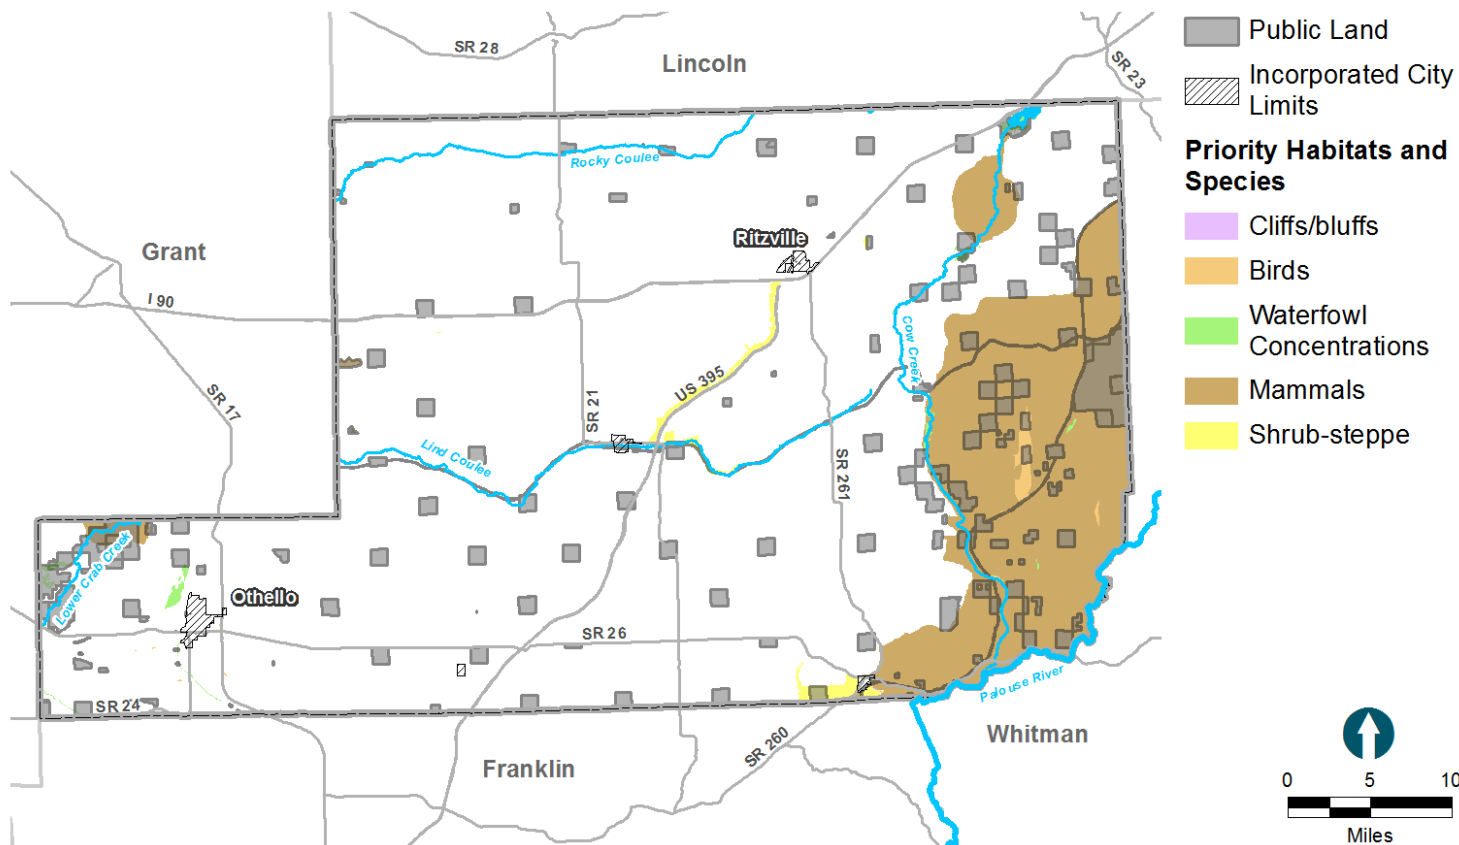 SR 28
Lincoln
SR 23
Rocky Coulee
Ritzville
Grant
I 90
Cow Creek
US 395
SR 17
SR 21
Lind Coulee
SR 261
Lower Crab Creek
Othello
SR 26
Palouse River
SR 24
Whitman
SR 260
Franklin
Public Land
Incorporated City
Limits
Priority Habitats and
Species
Cliffs/bluffs
Birds
Waterfowl
Concentrations
Mammals
Shrub-steppe
0 5 10
Miles